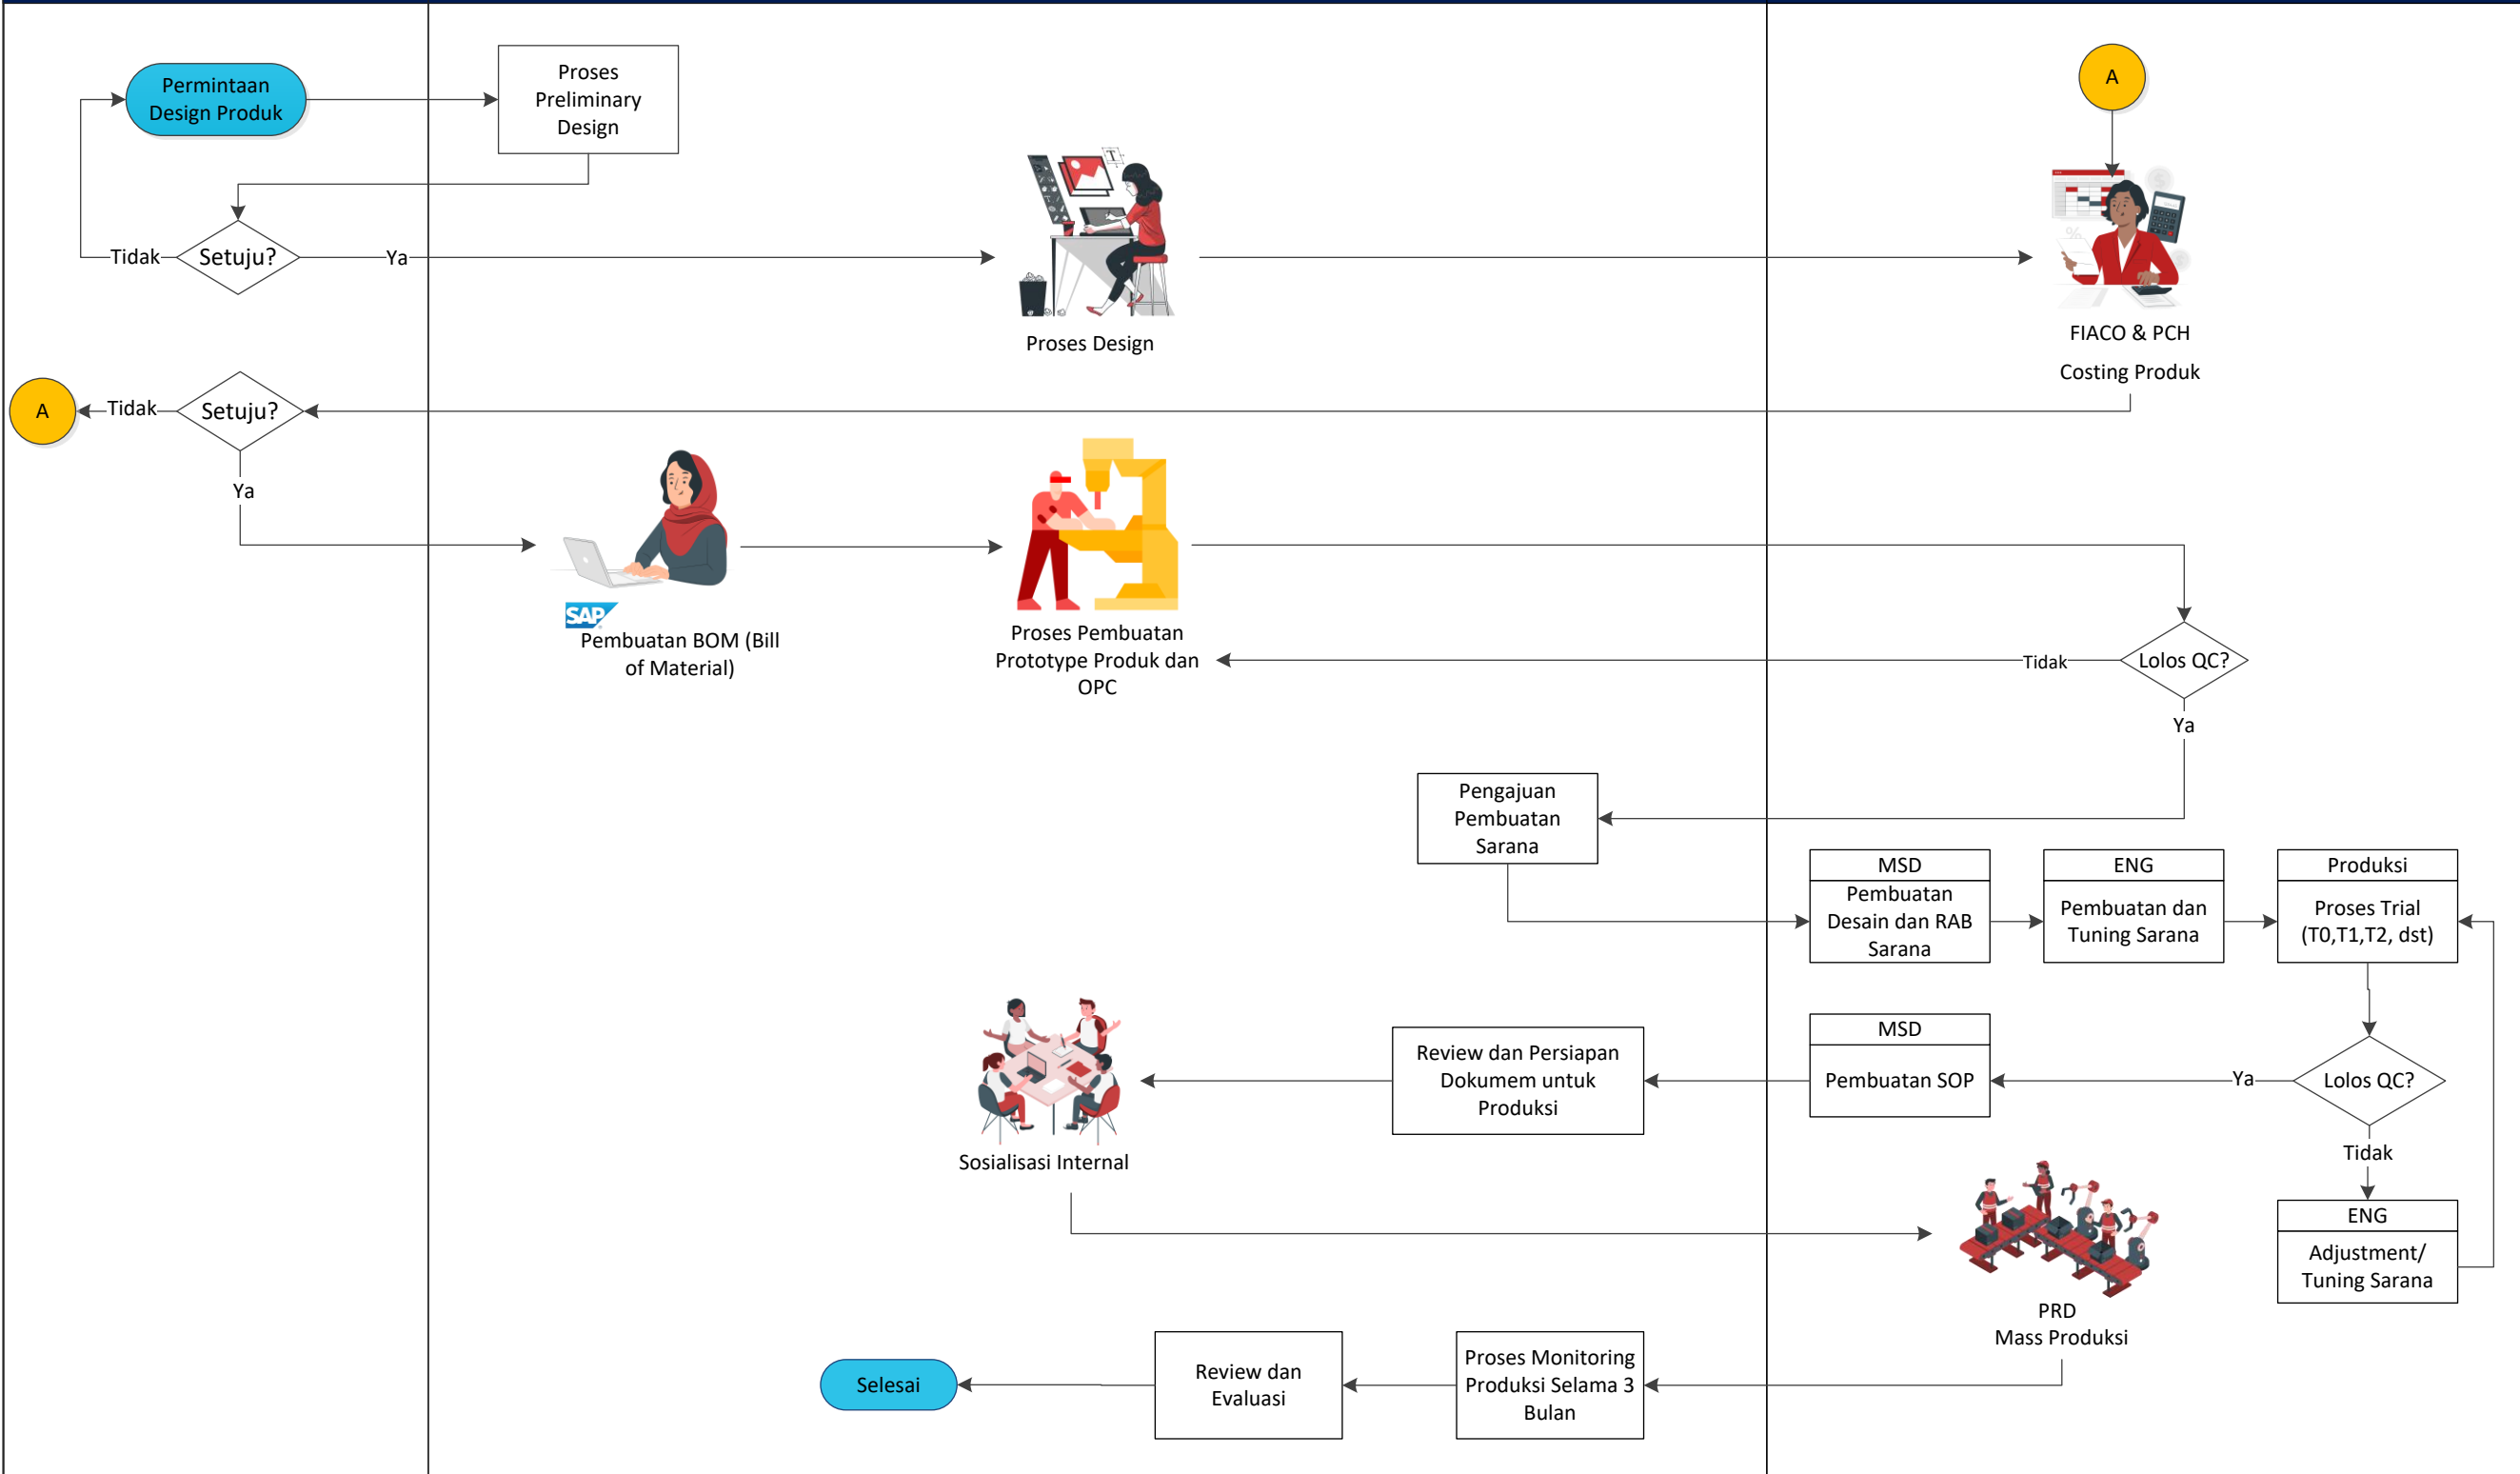 Permintaan
Design Produk
Proses
Preliminary
Design
A
Tidak
Setuju?
Ya
Proses Design
FIACO & PCH
Costing Produk
A
Tidak
Setuju?
Ya
SAP
Pembuatan BOM (Bill
of Material)
Proses Pembuatan
Prototype Produk dan
OPC
Tidak
Lolos QC?
Ya
Pengajuan
Pembuatan
Sarana
MSD
Pembuatan
Desain dan RAB
Sarana
ENG
Pembuatan dan
Tuning Sarana
Produksi
Proses Trial
(T0,T1,T2, dst)
Sosialisasi Internal
Review dan Persiapan
Dokumem untuk
Produksi
MSD
Pembuatan SOP
Ya
Lolos QC?
Tidak
ENG
Adjustment/
Tuning Sarana
PRD
Mass Produksi
Selesai
Review dan
Evaluasi
Proses Monitoring
Produksi Selama 3
Bulan